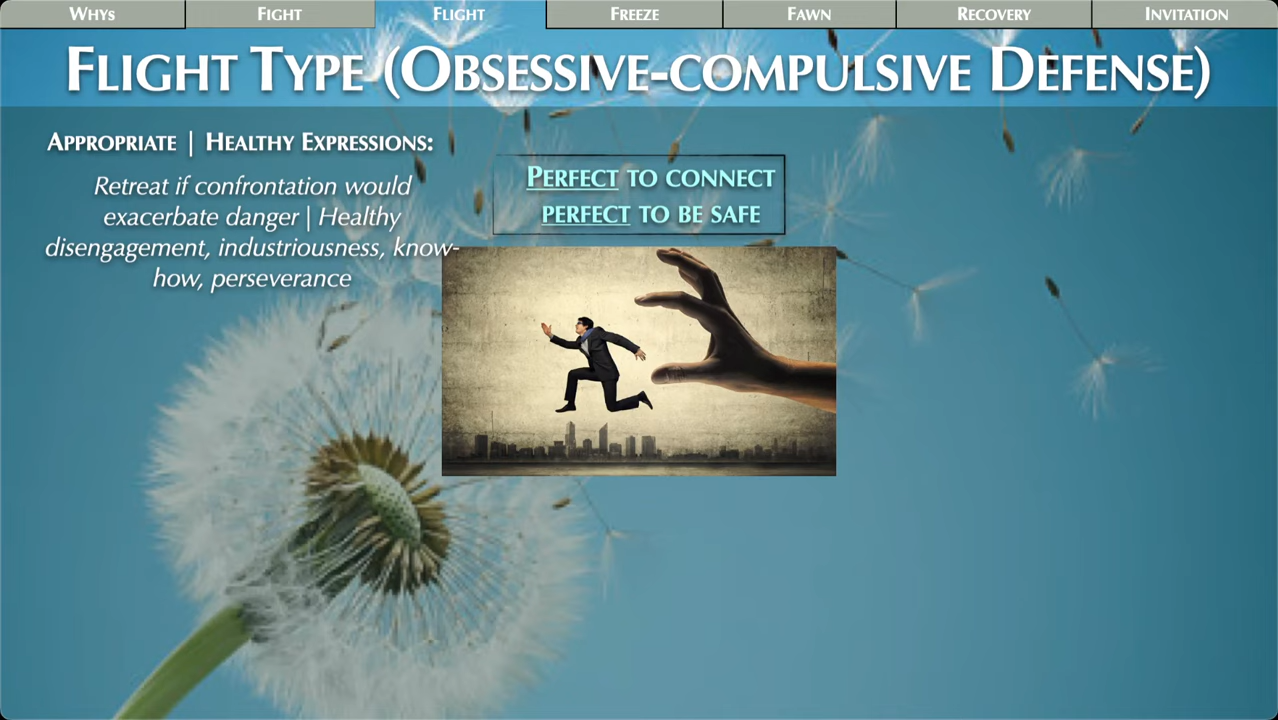 Whys
Fight
Flight
Freeze
Fawn
Recovery
Invitation
Flight Type (Obsessive-compulsive Defense)
Appropriate | Healthy Expressions:
Retreat if confrontation would
exacerbate danger | Healthy
disengagement, industriousness, know-
how, perseverance
Perfect to connect
perfect to be safe